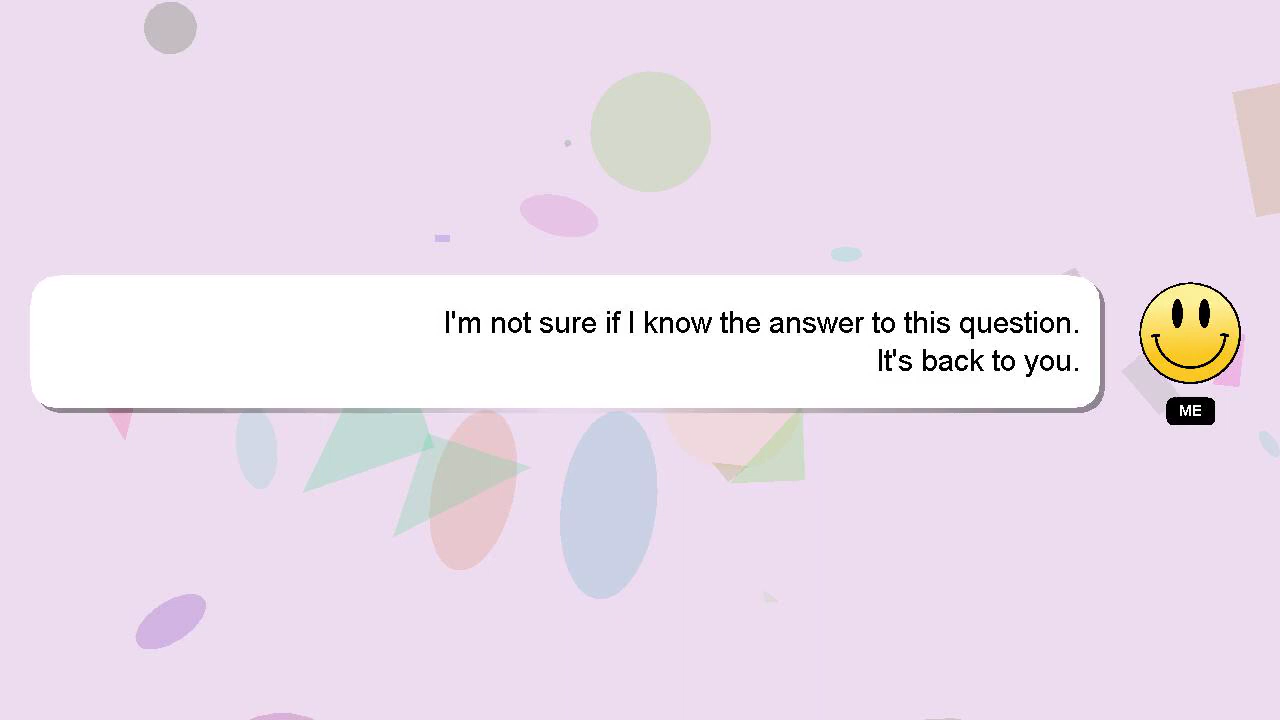 I'm not sure if I know the answer to this question.
It's back to you.
ME